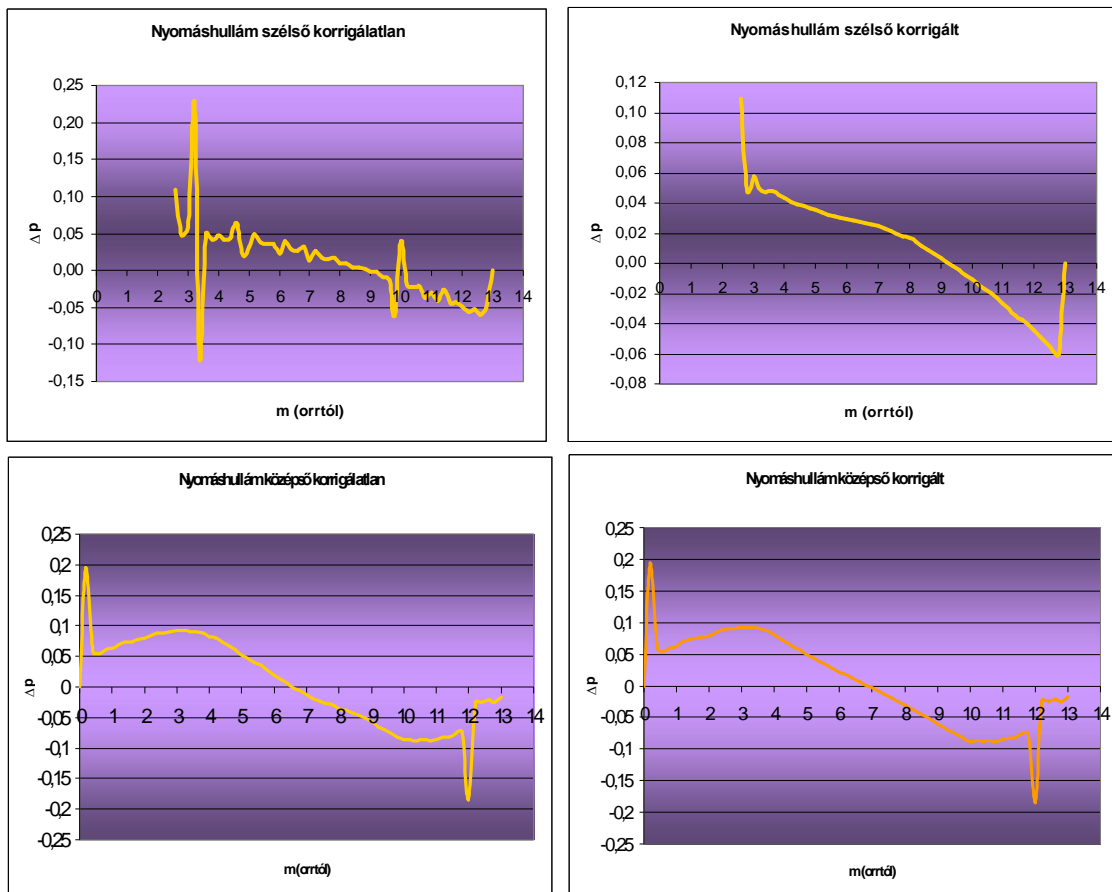 Nyomáshullám szélső korrigálatlan
0,25
0,20
0,15
0,10
0,05
0,00
-0,05
-0,10
-0,15
Δp
0 1 2 3 4 5 6 7 8 9 10 11 12 13 14
m (orrtól)
Nyomáshullám szélső korrigált
0,12
0,10
0,08
0,06
0,04
0,02
0,00
-0,02
-0,04
-0,06
-0,08
Δp
0 1 2 3 4 5 6 7 8 9 10 11 12 13 14
m (orrtól)
Nyomáshullám középső korrigálatlan
0,25
0,2
0,15
0,1
0,05
0
-0,05
-0,1
-0,15
-0,2
-0,25
Δp
0 1 2 3 4 5 6 7 8 9 10 11 12 13 14
m (orrtól)
Nyomáshullám középső korrigált
0,25
0,2
0,15
0,1
0,05
0
-0,05
-0,1
-0,15
-0,2
-0,25
Δp
0 1 2 3 4 5 6 7 8 9 10 11 12 13 14
m (orrtól)